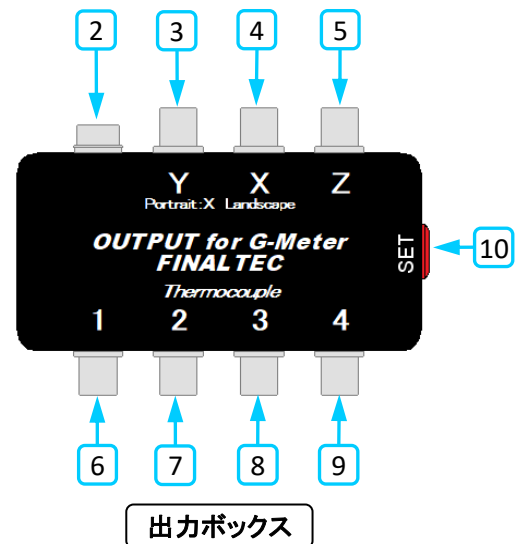 2 3 4 5
Y X Z
Portrait:X Landscape
OUTPUT for G-Meter
FINALTEC
SET
10
Thermocouple
1 2 3 4
6 7 8 9
出力ボックス